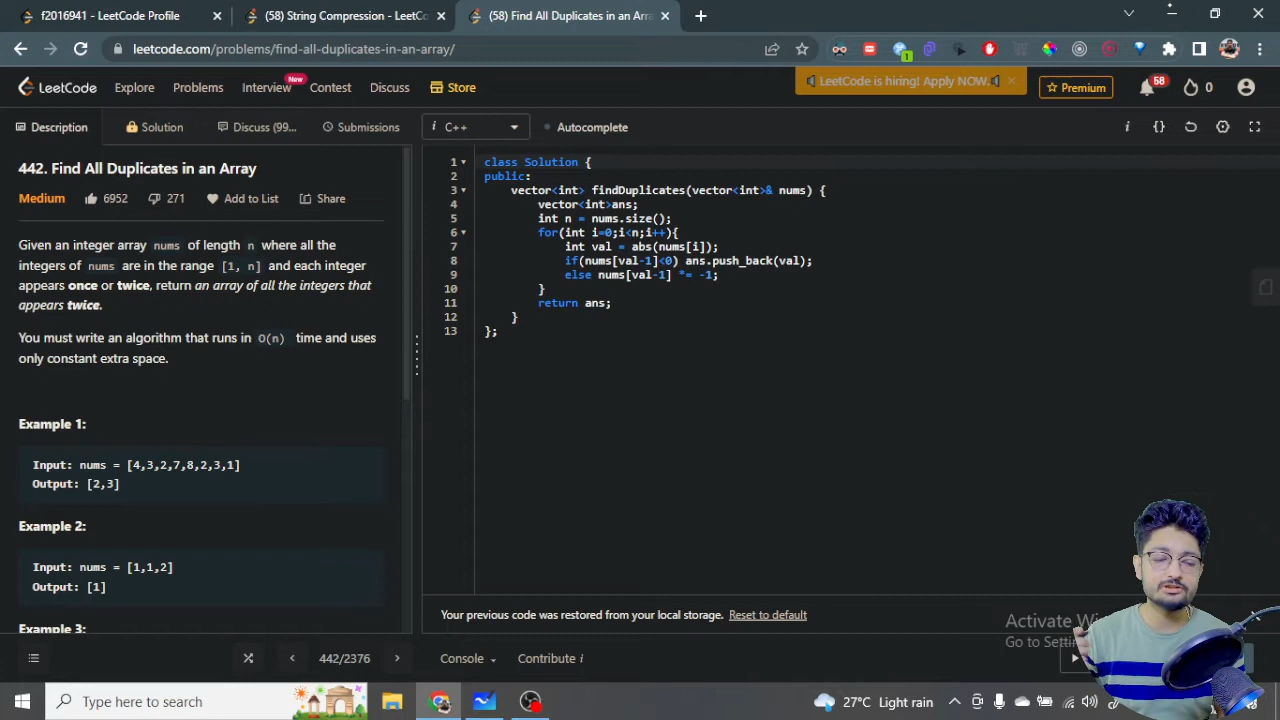 f2016941 - LeetCode Profile
(58) String Compression - LeetCo
(58) Find All Duplicates in an Arra
leetcode.com/problems/find-all-duplicates-in-an-array/
1
LeetCode
Explore
Problems
Interview
New
Contest
Discuss
Store
LeetCode is hiring! Apply NOW.
Premium
58
0
Description
Solution
Discuss (99...
Submissions
i C++
Autocomplete
442. Find All Duplicates in an Array
Medium
6952
271
Add to List
Share
Given an integer array nums of length n where all the
integers of nums are in the range [1, n] and each integer
appears once or twice, return an array of all the integers that
appears twice.
You must write an algorithm that runs in O(n) time and uses
only constant extra space.
Example 1:
Input: nums = [4,3,2,7,8,2,3,1]
Output: [2,3]
Example 2:
Input: nums = [1,1,2]
Output: [1]
Example 3:
1 class Solution {
2 public:
3 vector<int> findDuplicates(vector<int>& nums) {
4 vector<int>ans;
5 int n = nums.size();
6 for(int i=0;i<n;i++){
7 int val = abs(nums[i]);
8 if(nums[val-1]<0) ans.push_back(val);
9 else nums[val-1] *= -1;
10 }
11 return ans;
12 }
13 };
Your previous code was restored from your local storage. Reset to default
Activate
Go to
442/2376
Console
Contribute i
Type here to search
27°C Light rain